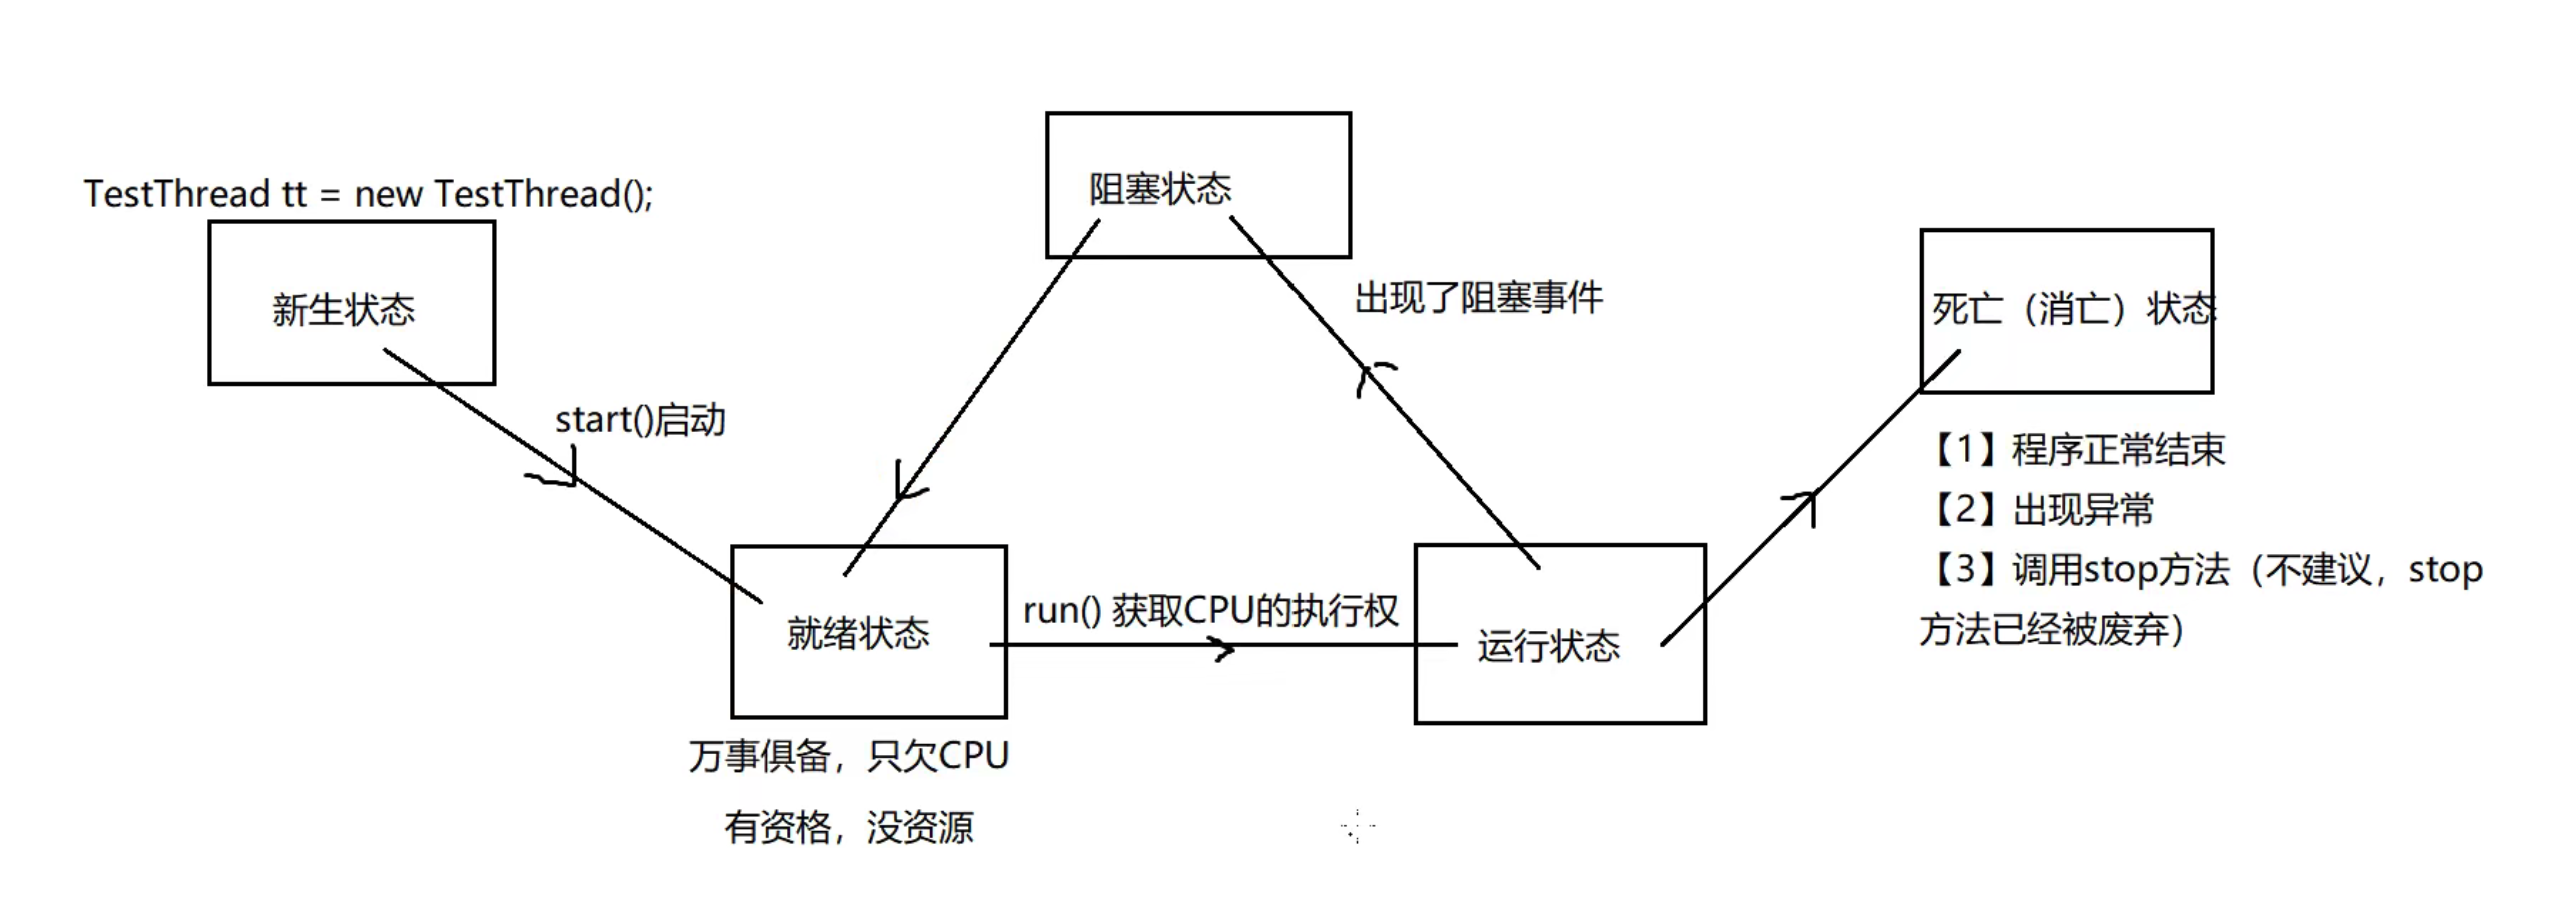 TestThread tt = new TestThread();
新生状态
start()启动
阻塞状态
出现了阻塞事件
就绪状态
万事俱备，只欠CPU
有资格，没资源
run() 获取CPU的执行权
运行状态
死亡（消亡）状态
【1】程序正常结束
【2】出现异常
【3】调用stop方法（不建议，stop
方法已经被废弃）